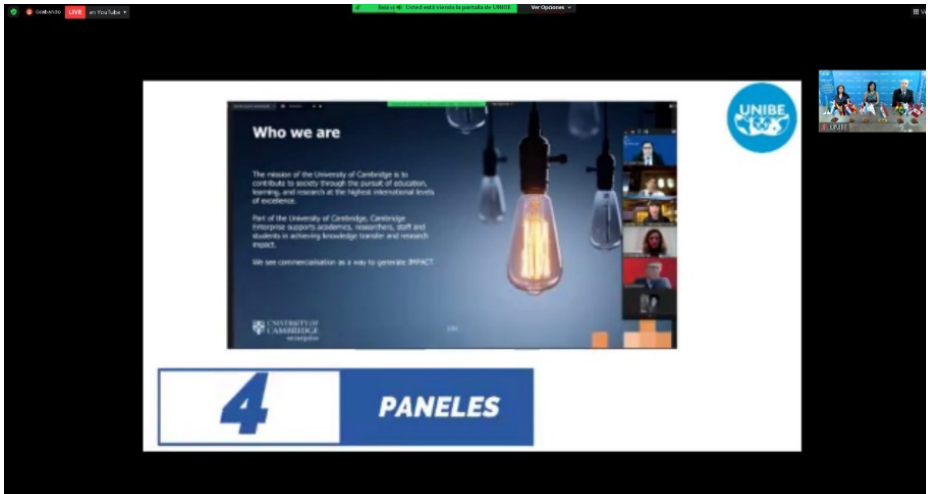 Grabando LIVE en YouTube
Usted está viendo la pantalla de UNIBE Ver Opciones
UNIBE
UNIBE
Who we are
The mission of the University of Cambridge is to
contribute to society through the pursuit of education,
learning, and research at the highest international levels
of excellence.
Part of the University of Cambridge, Cambridge
Enterprise supports academics, researchers, staff and
students in achieving knowledge transfer and research
impact.
We see commercialisation as a way to generate IMPACT
UNIVERSITY OF
CAMBRIDGE
enterprise
4 PANELES